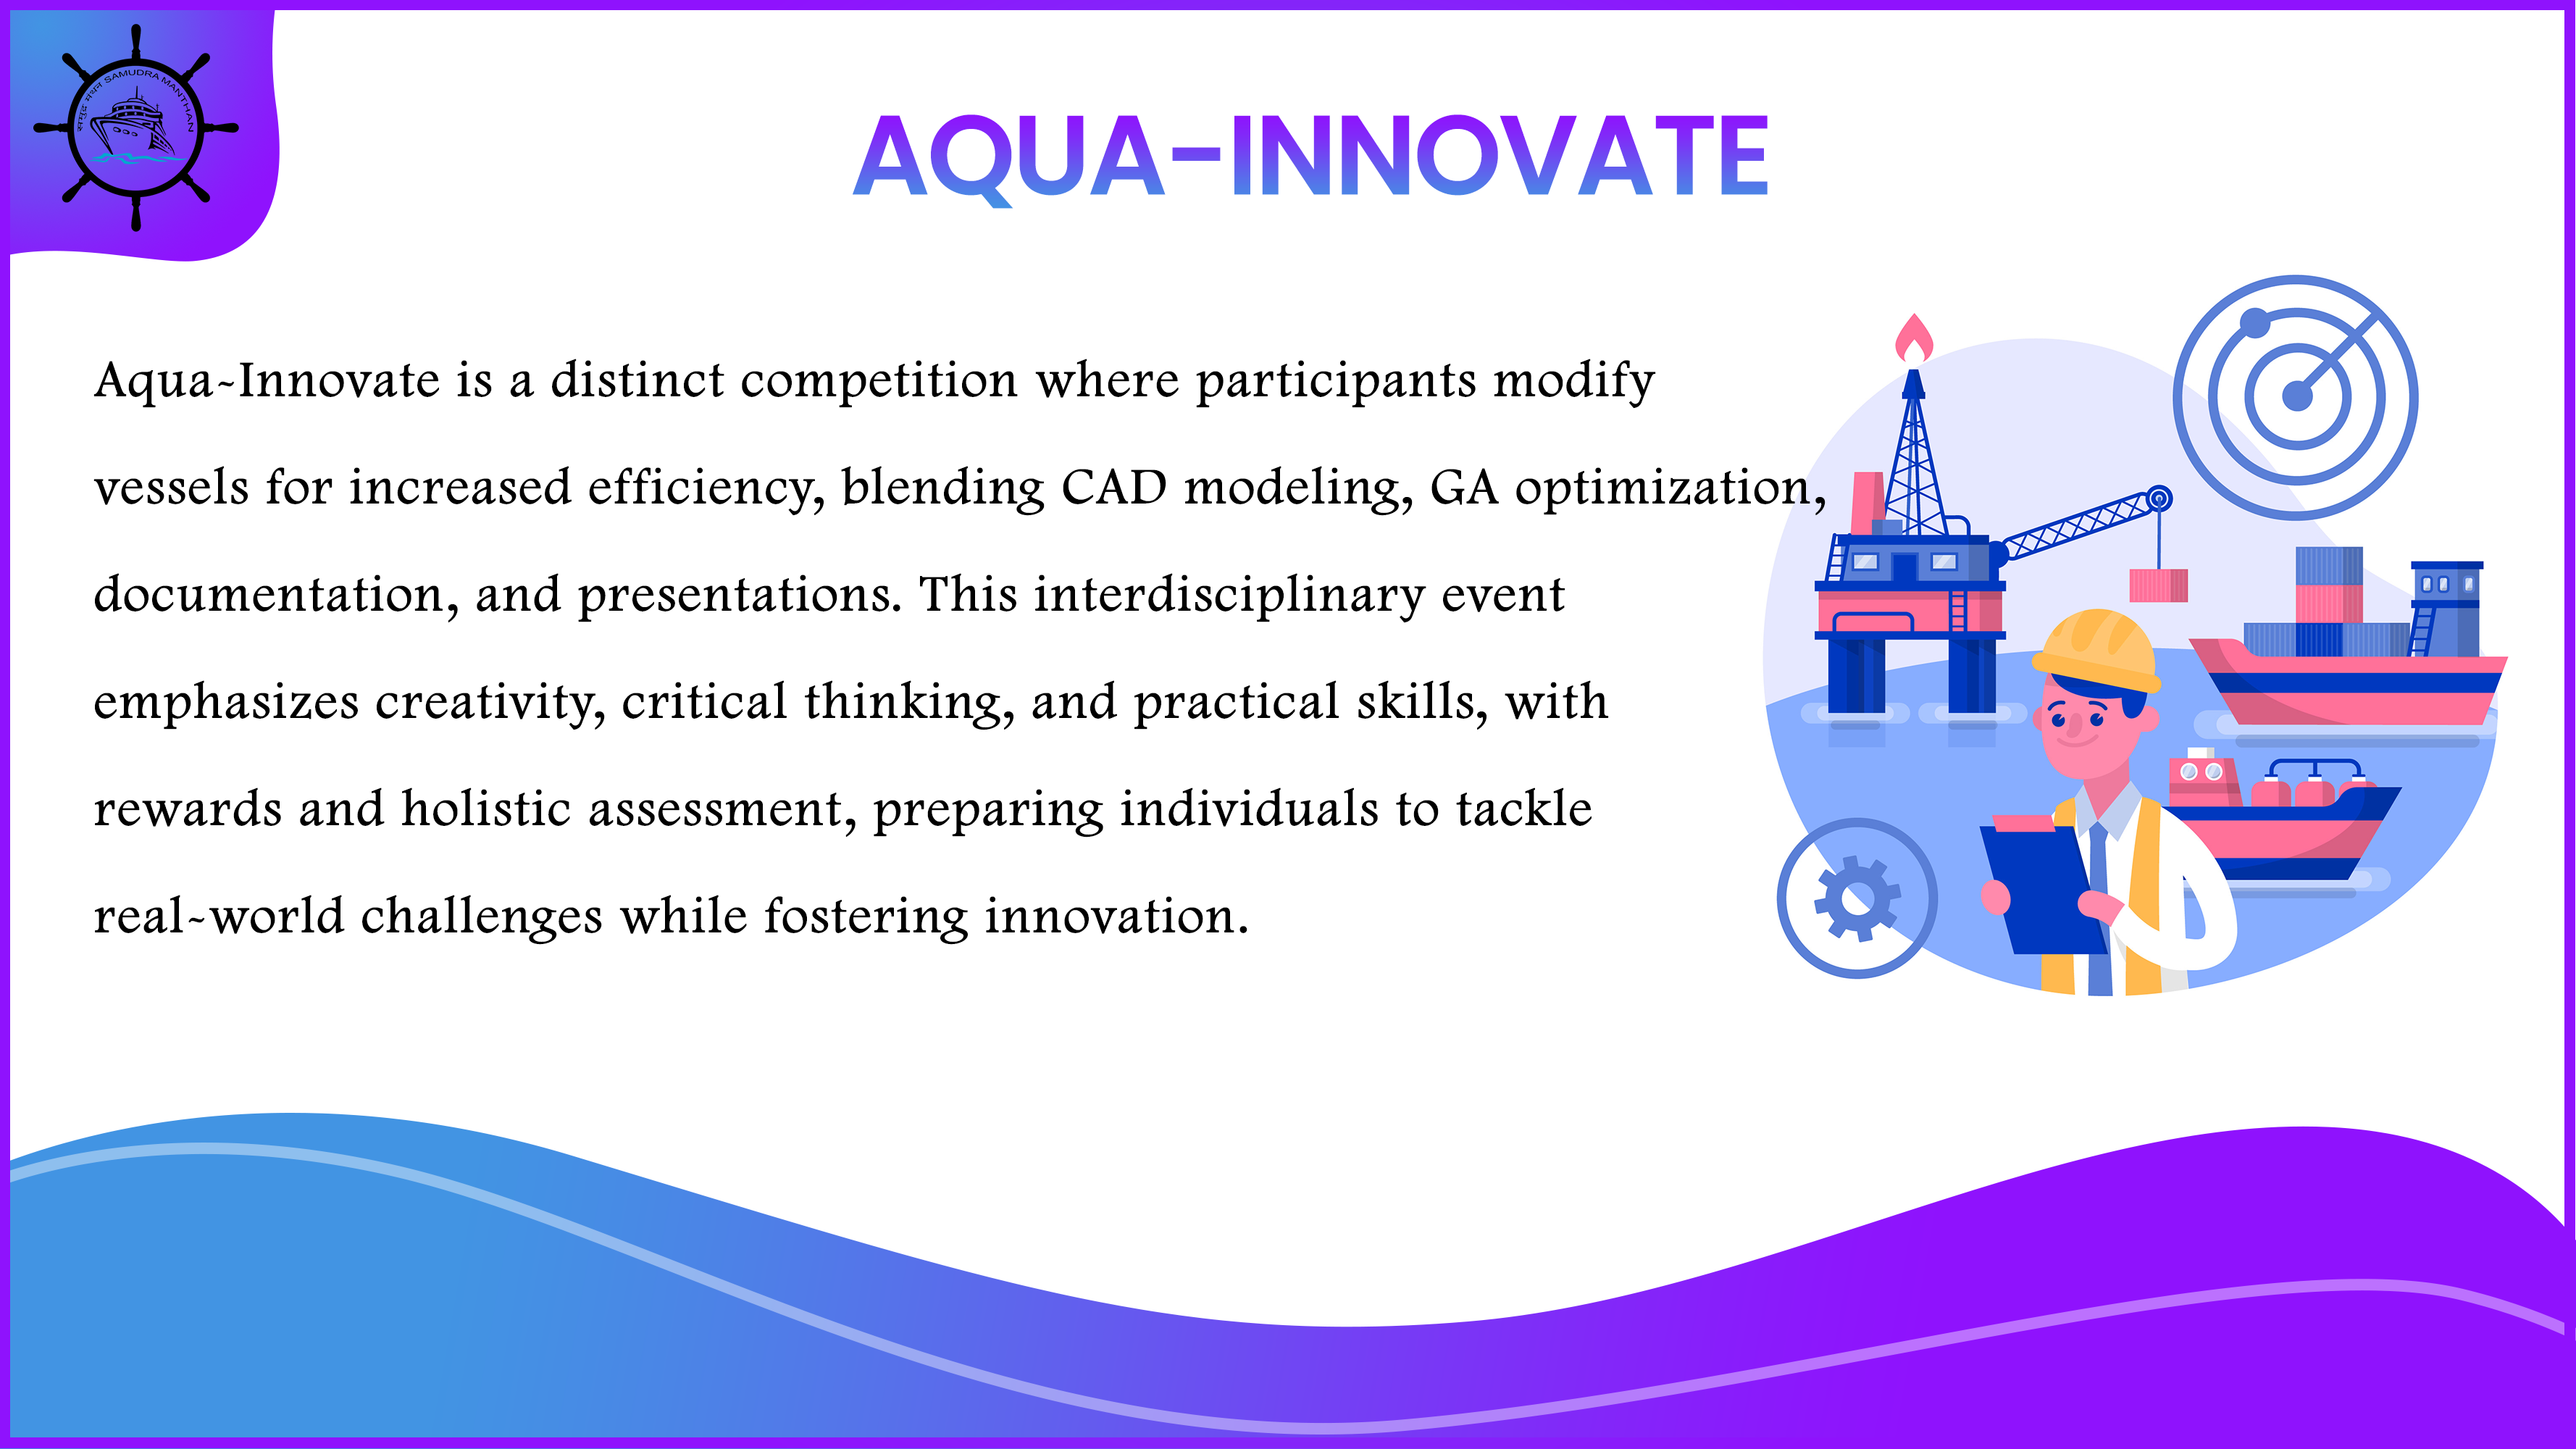 समुद्र मंथन SAMUDRA MANTHAN
AQUA-INNOVATE
Aqua-Innovate is a distinct competition where participants modify
vessels for increased efficiency, blending CAD modeling, GA optimization,
documentation, and presentations. This interdisciplinary event
emphasizes creativity, critical thinking, and practical skills, with
rewards and holistic assessment, preparing individuals to tackle
real-world challenges while fostering innovation.